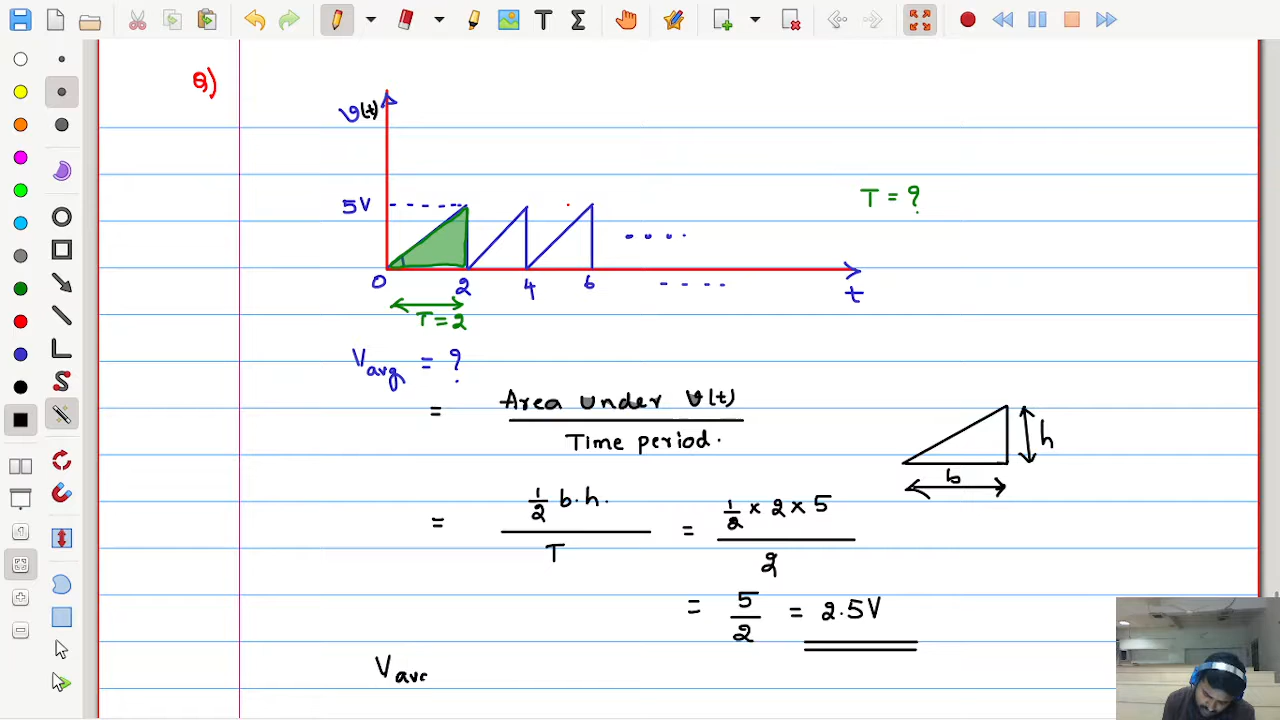 Q)
v(t)
5V
T = ?
0 2 4 6
t
T = 2
Vavg = ?
= Area under v(t)
Time period.
h
b
= 1/2 b.h.
T
= 1/2 × 2 × 5
2
= 5/2 = 2.5V
Vavg